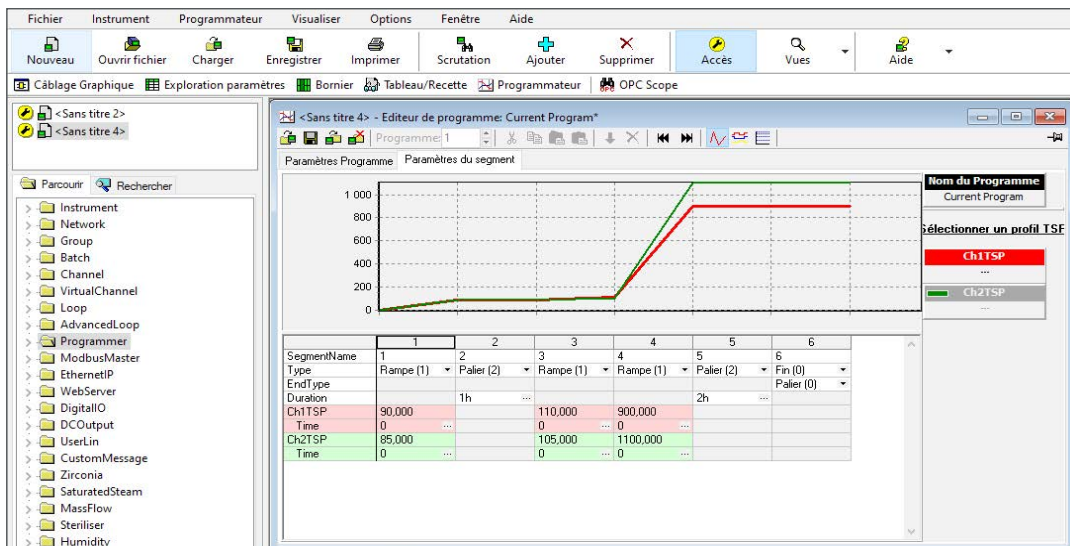 Fichier Instrument Programmateur Visualiser Options Fenêtre Aide
Nouveau Ouvrir fichier Charger Enregistrer Imprimer Scrutation Ajouter Supprimer Accès Vues Aide
Câblage Graphique Exploration paramètres Bornier Tableau/Recette Programmateur OPC Scope
<Sans titre 2>
<Sans titre 4>
Parcourir Rechercher
Instrument
Network
Group
Batch
Channel
VirtualChannel
Loop
AdvancedLoop
Programmer
ModbusMaster
EthernetIP
WebServer
DigitalIO
DCOutput
UserLin
CustomMessage
Zirconia
SaturatedSteam
MassFlow
Steriliser
Humidity
<Sans titre 4> - Editeur de programme: Current Program*
Programme: 1
Paramètres Programme Paramètres du segment
1 000
800
600
400
200
0
Nom du Programme
Current Program
Sélectionner un profil TSP
Ch1TSP
...
Ch2TSP
...
1 2 3 4 5 6
SegmentName 1 2 3 4 5 6
Type Rampe (1) Palier (2) Rampe (1) Rampe (1) Palier (2) Fin (0)
EndType Palier (0)
Duration 1h ... 2h ...
Ch1TSP 90,000 110,000 900,000
Time 0 ... 0 ... 0 ...
Ch2TSP 85,000 105,000 1100,000
Time 0 ... 0 ... 0 ...